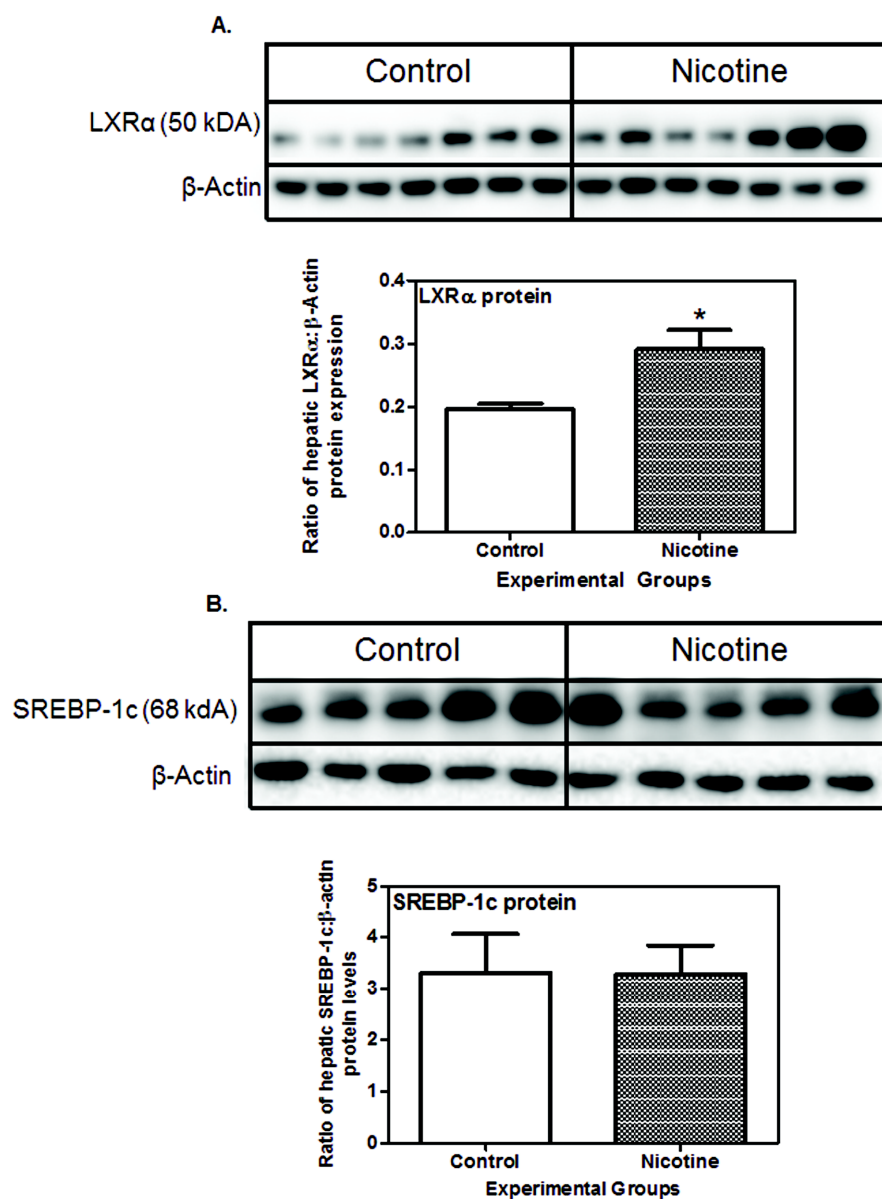 A.
Control Nicotine
LXRα (50 kDA)
β-Actin
Ratio of hepatic LXRα:β-Actin
protein expression
0.4
0.3
0.2
0.1
0.0
LXRα protein
*
Control Nicotine
Experimental Groups
B.
Control Nicotine
SREBP-1c (68 kdA)
β-Actin
Ratio of hepatic SREBP-1c:β-actin
protein levels
5
4
3
2
1
0
SREBP-1c protein
Control Nicotine
Experimental Groups